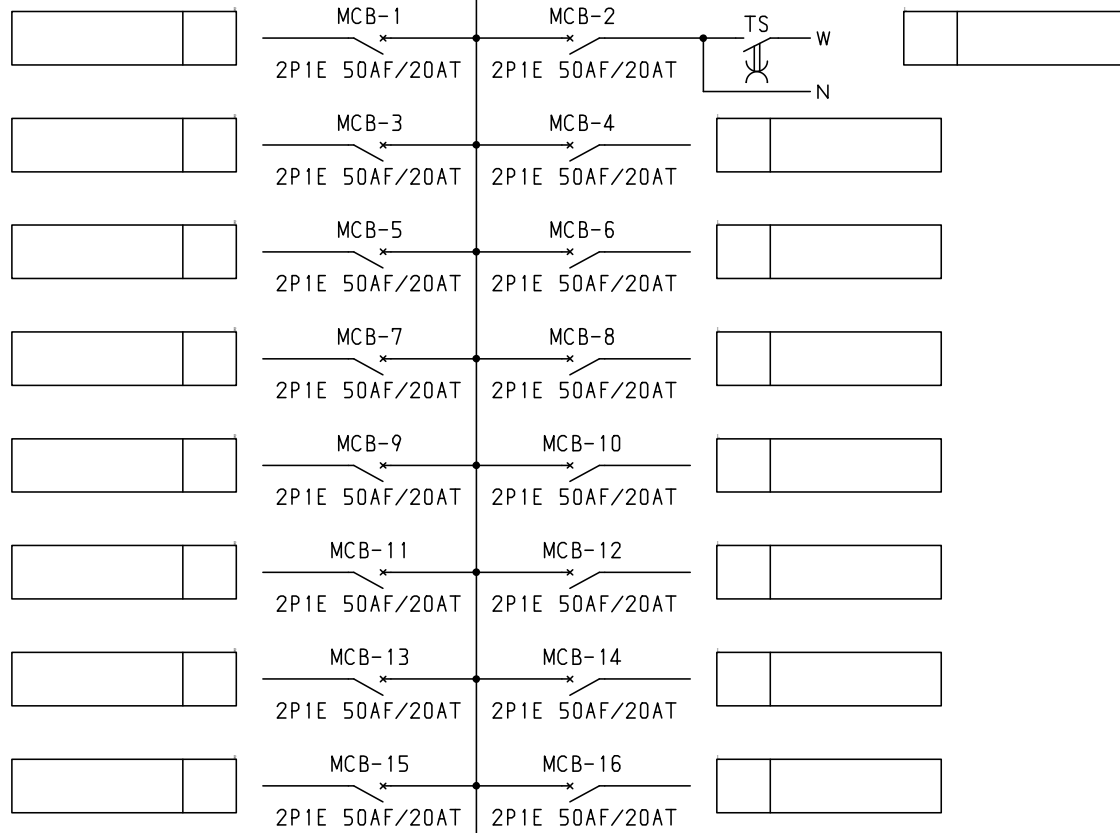 MCB-1 MCB-2 TS W
2P1E 50AF/20AT 2P1E 50AF/20AT N
MCB-3 MCB-4
2P1E 50AF/20AT 2P1E 50AF/20AT
MCB-5 MCB-6
2P1E 50AF/20AT 2P1E 50AF/20AT
MCB-7 MCB-8
2P1E 50AF/20AT 2P1E 50AF/20AT
MCB-9 MCB-10
2P1E 50AF/20AT 2P1E 50AF/20AT
MCB-11 MCB-12
2P1E 50AF/20AT 2P1E 50AF/20AT
MCB-13 MCB-14
2P1E 50AF/20AT 2P1E 50AF/20AT
MCB-15 MCB-16
2P1E 50AF/20AT 2P1E 50AF/20AT